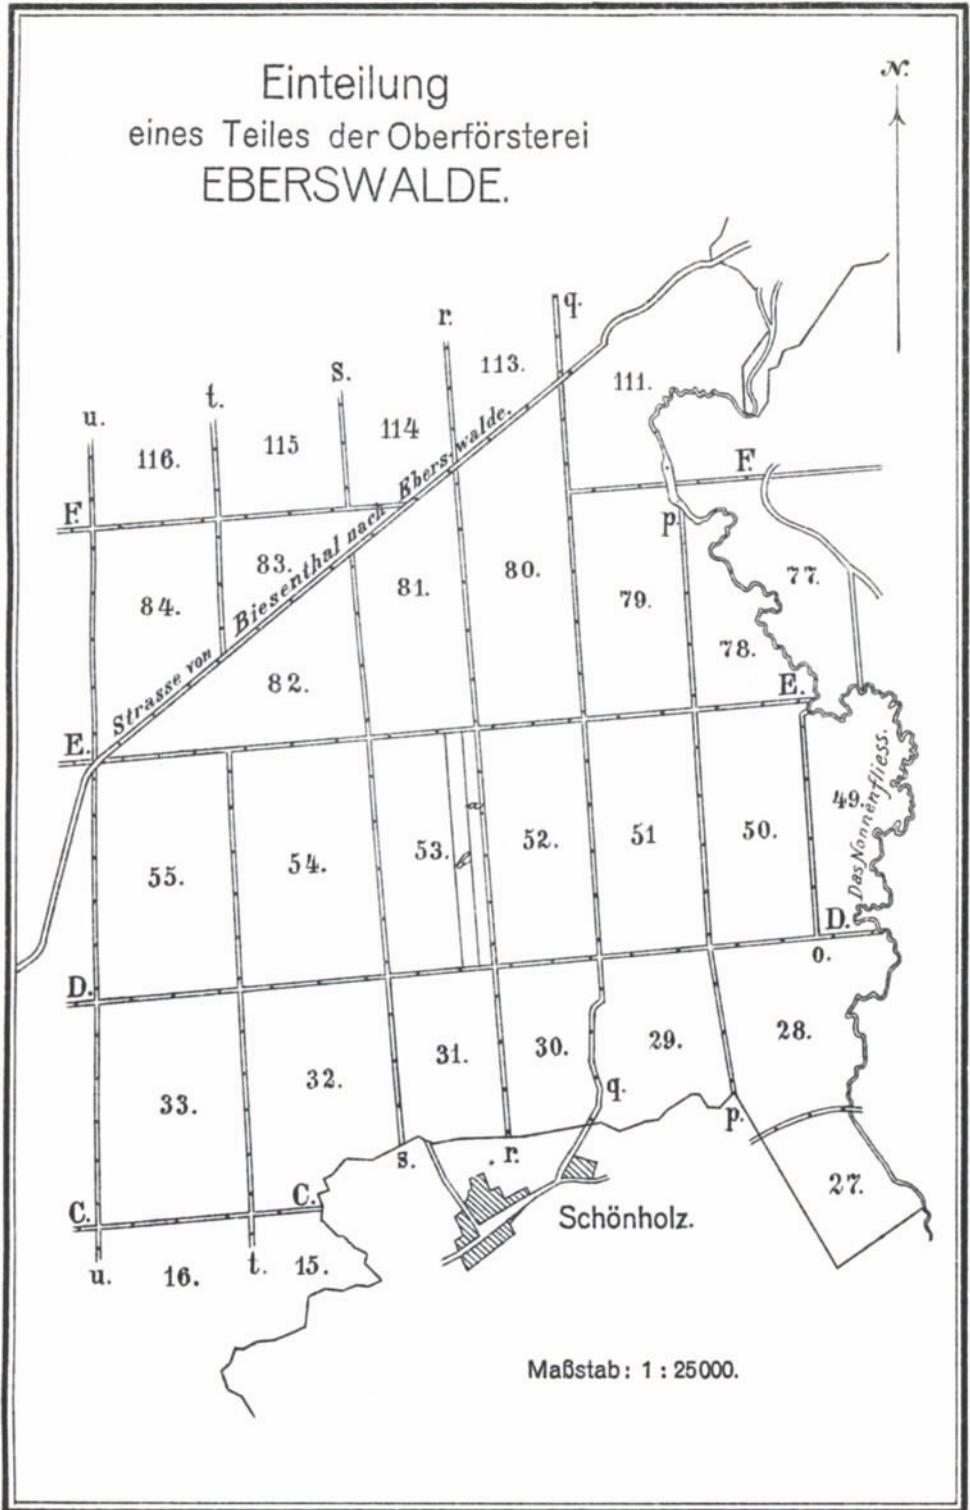 Einteilung
eines Teiles der Oberförsterei
EBERSWALDE.
N.
q.
r.
113.
s.
111.
t.
114
u.
115
116.
Strasse von Biesenthal nach Eberswalde.
F.
F.
p.
83.
80.
81.
77.
84.
79.
78.
82.
E.
E.
49.
Das Nonnenfliess.
a
53.
52.
51
50.
b
54.
55.
D.
o.
D.
28.
29.
30.
31.
32.
33.
q.
p.
s.
r.
27.
C.
C.
Schönholz.
u.
16.
t.
15.
Maßstab: 1:25000.